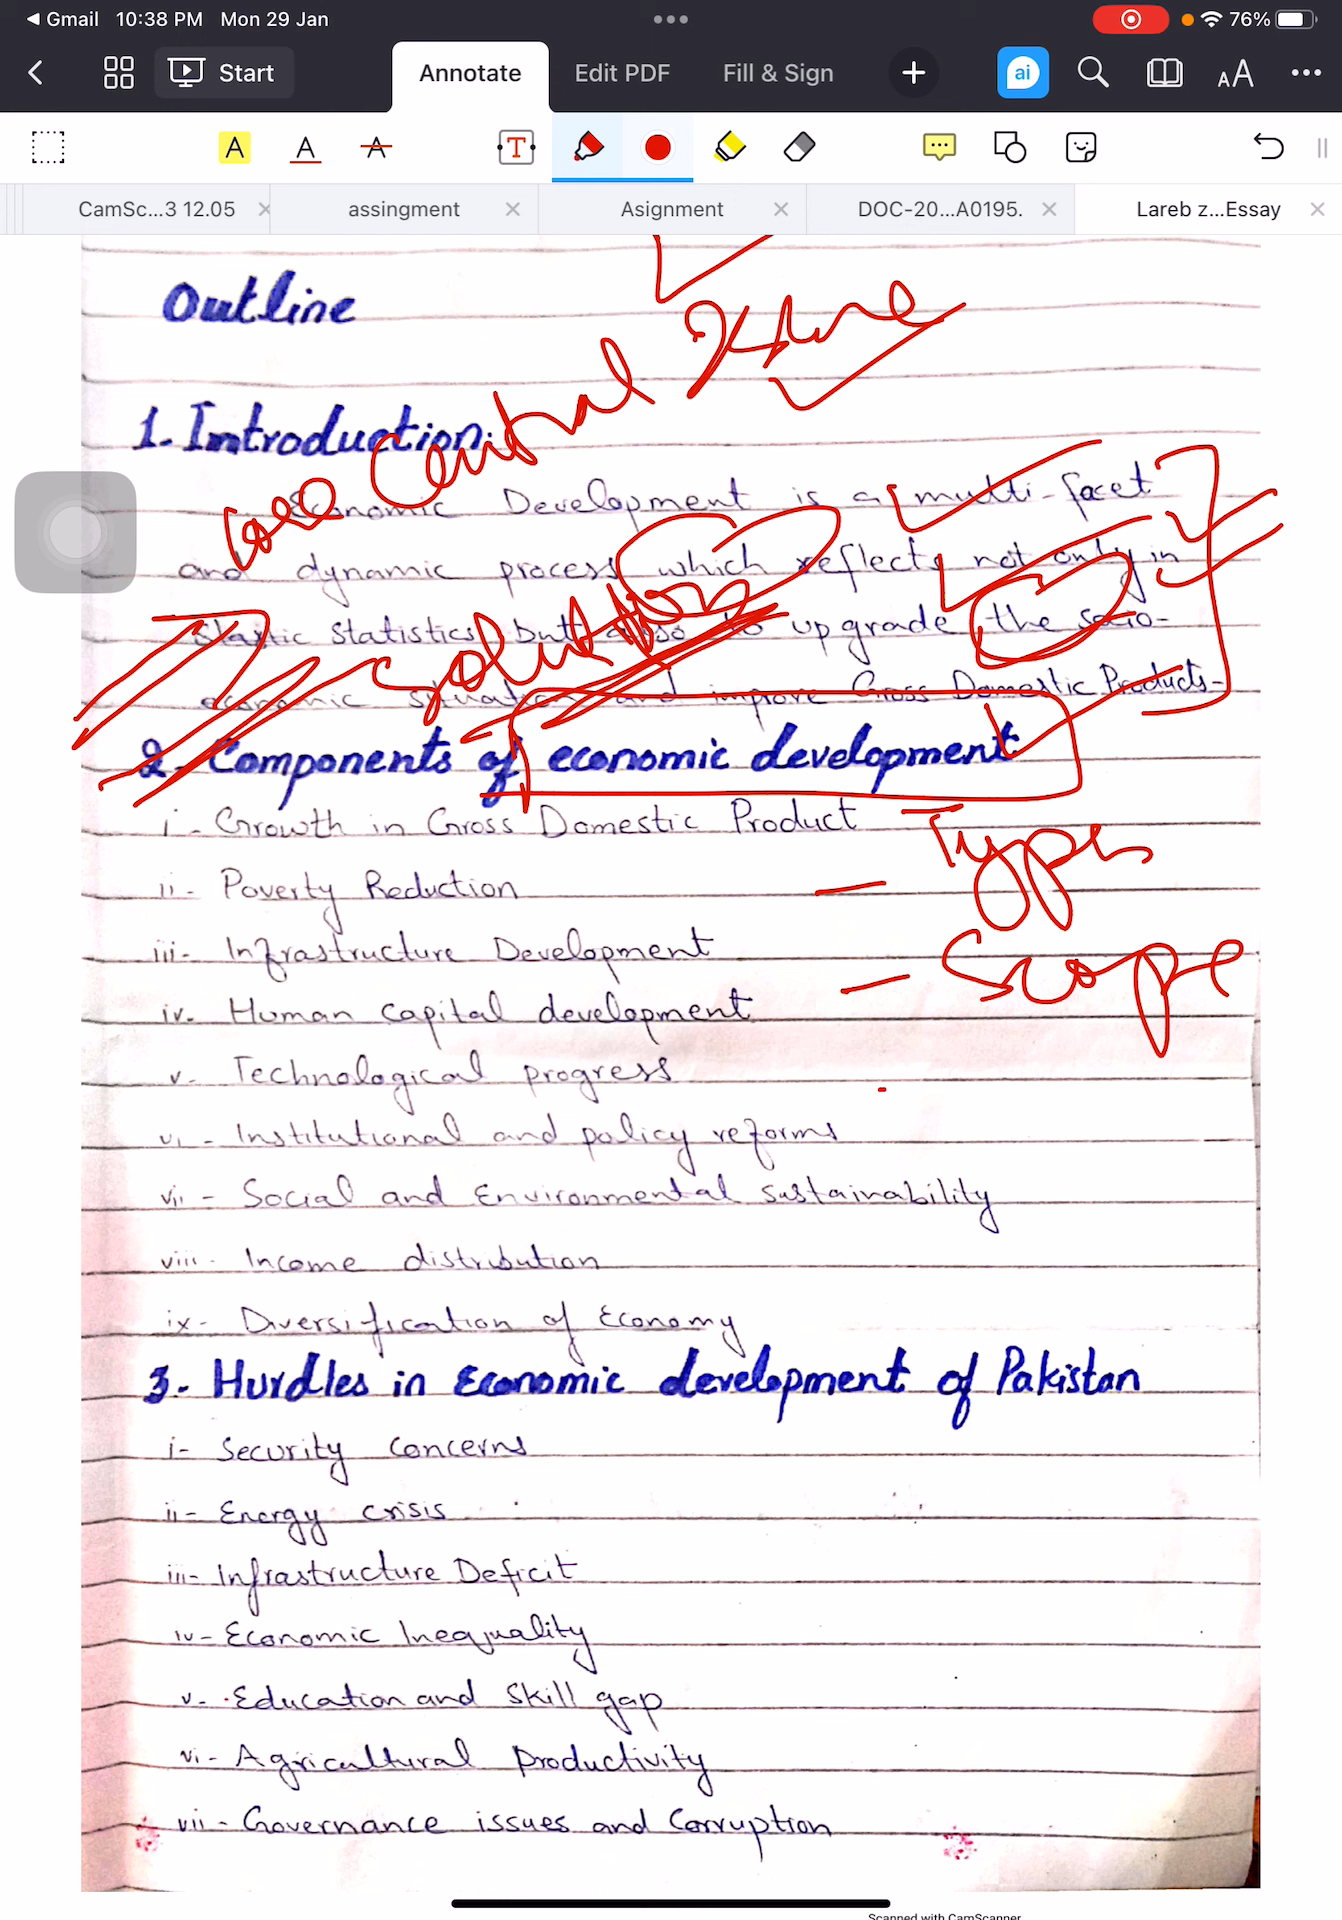 Gmail 10:38 PM Mon 29 Jan 76%
Start Annotate Edit PDF Fill & Sign + ai AA
A A A T
CamSc...3 12.05 assingment Asignment DOC-20...A0195. Lareb z...Essay
Outline
Central Issue
1. Introduction:
Economic Development is a multi-facet
and dynamic process which reflects not only in
statistics but also to upgrade the socio-
solution
economic situation and improve Gross Domestic Products-
2- Components of economic development
i- Growth in Gross Domestic Product
- Types
ii- Poverty Reduction
iii- Infrastructure Development
- Scope
iv- Human capital development
v- Technological progress
vi- Institutional and policy reforms
vii- Social and Environmental sustainability
viii- Income distribution
ix- Diversification of Economy
3- Hurdles in Economic development of Pakistan
i- Security concerns
ii- Energy crisis
iii- Infrastructure Deficit
iv- Economic Inequality
v- Education and Skill gap
vi- Agricultural Productivity
vii- Governance issues and Corruption
Scanned with CamScanner